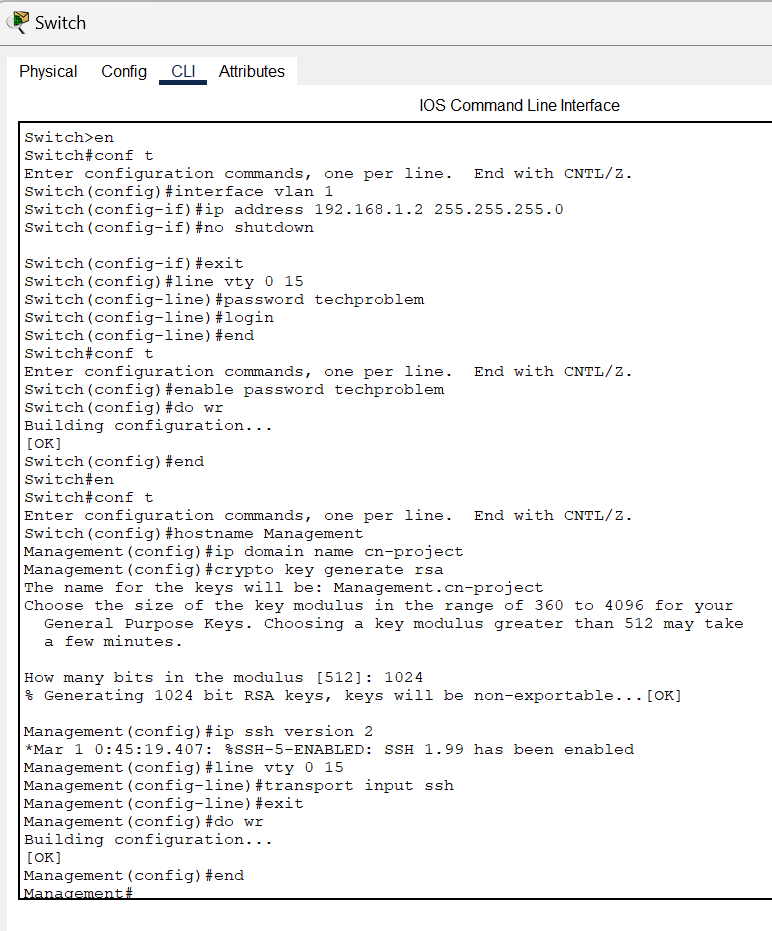 Switch
Physical Config CLI Attributes
IOS Command Line Interface
Switch>en
Switch#conf t
Enter configuration commands, one per line.  End with CNTL/Z.
Switch(config)#interface vlan 1
Switch(config-if)#ip address 192.168.1.2 255.255.255.0
Switch(config-if)#no shutdown
Switch(config-if)#exit
Switch(config)#line vty 0 15
Switch(config-line)#password techproblem
Switch(config-line)#login
Switch(config-line)#end
Switch#conf t
Enter configuration commands, one per line.  End with CNTL/Z.
Switch(config)#enable password techproblem
Switch(config)#do wr
Building configuration...
[OK]
Switch(config)#end
Switch#en
Switch#conf t
Enter configuration commands, one per line.  End with CNTL/Z.
Switch(config)#hostname Management
Management(config)#ip domain name cn-project
Management(config)#crypto key generate rsa
The name for the keys will be: Management.cn-project
Choose the size of the key modulus in the range of 360 to 4096 for your
General Purpose Keys. Choosing a key modulus greater than 512 may take
a few minutes.
How many bits in the modulus [512]: 1024
% Generating 1024 bit RSA keys, keys will be non-exportable...[OK]
Management(config)#ip ssh version 2
*Mar 1 0:45:19.407: %SSH-5-ENABLED: SSH 1.99 has been enabled
Management(config)#line vty 0 15
Management(config-line)#transport input ssh
Management(config-line)#exit
Management(config)#do wr
Building configuration...
[OK]
Management(config)#end
Management#